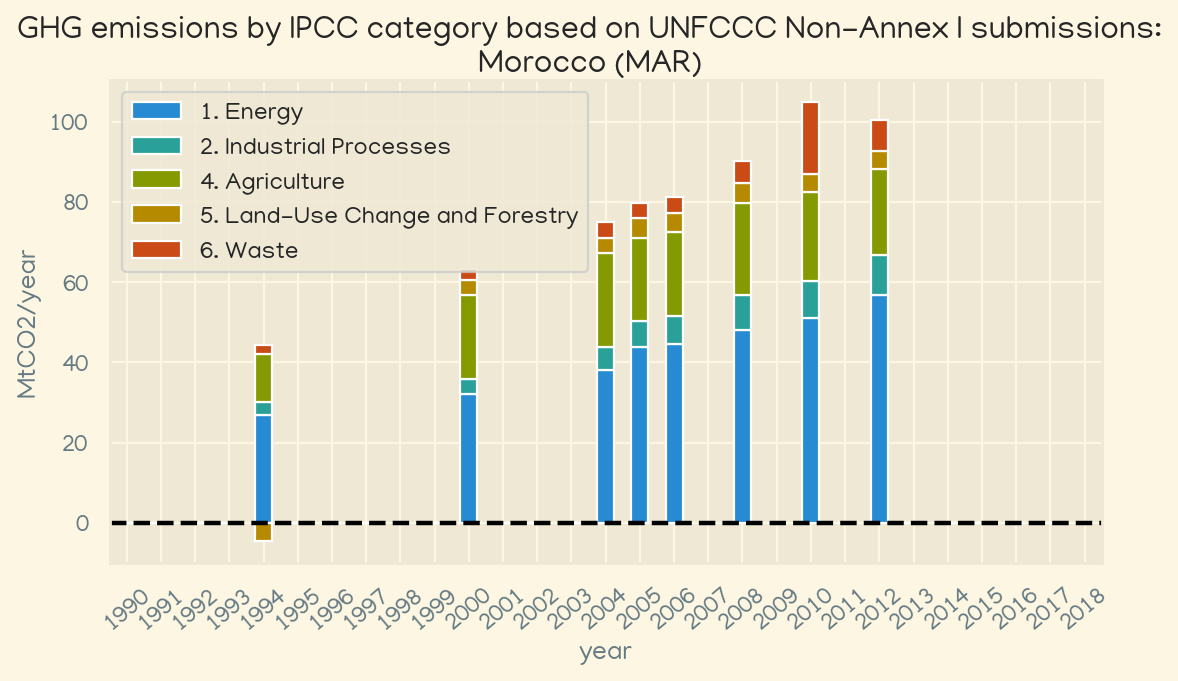 GHG emissions by IPCC category based on UNFCCC Non-Annex I submissions:
Morocco (MAR)
1. Energy
2. Industrial Processes
4. Agriculture
5. Land-Use Change and Forestry
6. Waste
MtCO2/year
100
80
60
40
20
0
1990 1991 1992 1993 1994 1995 1996 1997 1998 1999 2000 2001 2002 2003 2004 2005 2006 2007 2008 2009 2010 2011 2012 2013 2014 2015 2016 2017 2018
year